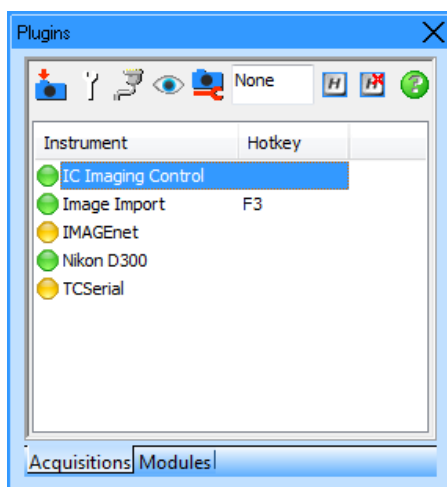 Plugins
None
H
H
?
Instrument Hotkey
IC Imaging Control
Image Import F3
IMAGEnet
Nikon D300
TCSerial
Acquisitions Modules